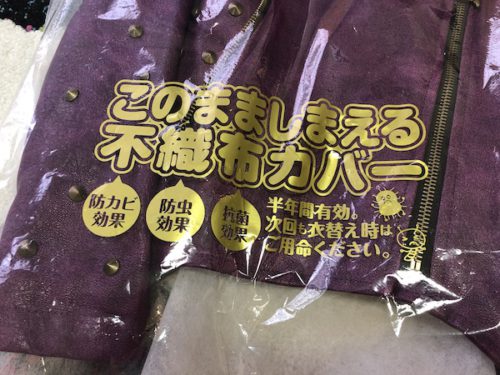 このまましまえる
不織布カバー
防カビ
効果
防虫
効果
抗菌
効果
半年間有効。
次回も衣替え時は
ご用命ください。